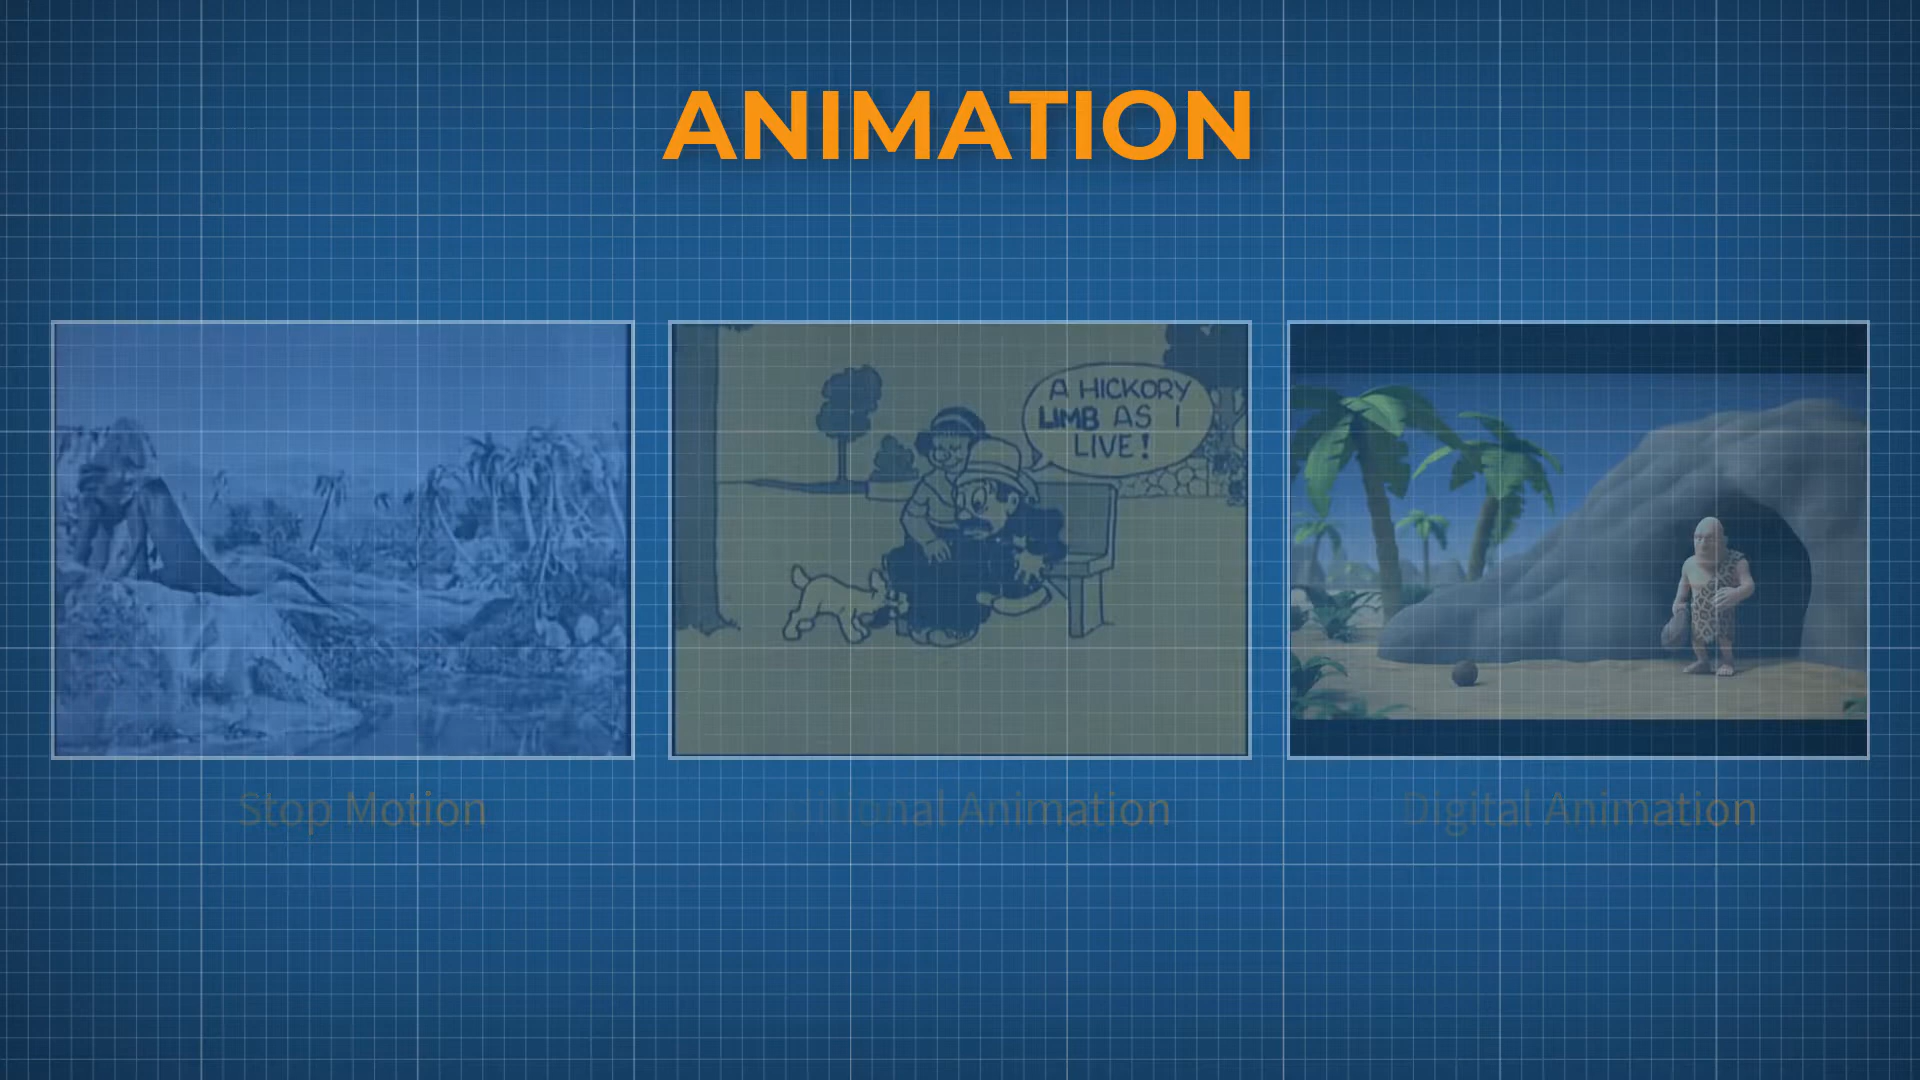 ANIMATION
A HICKORY
LIMB AS I
LIVE!
Stop Motion
Animation
Digital Animation